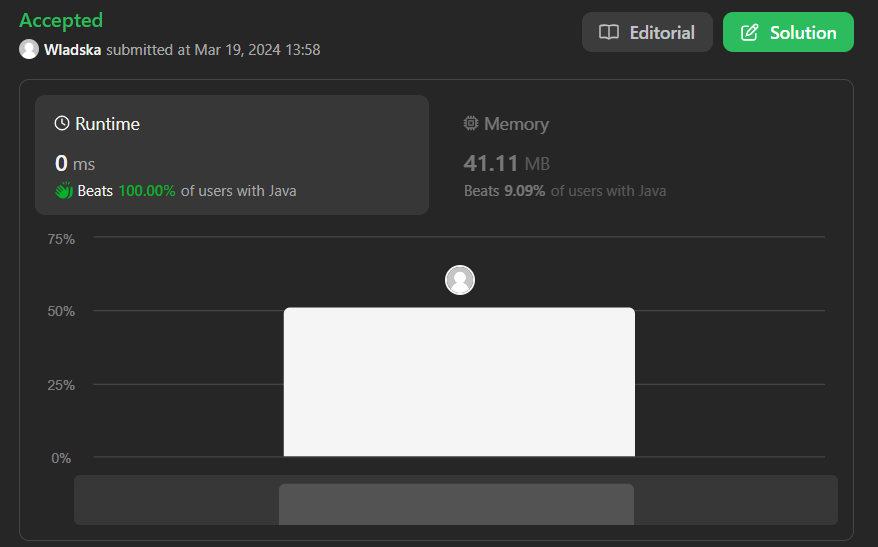 Accepted
Wladska submitted at Mar 19, 2024 13:58
Editorial
Solution
Runtime
0 ms
Beats 100.00% of users with Java
Memory
41.11 MB
Beats 9.09% of users with Java
75%
50%
25%
0%